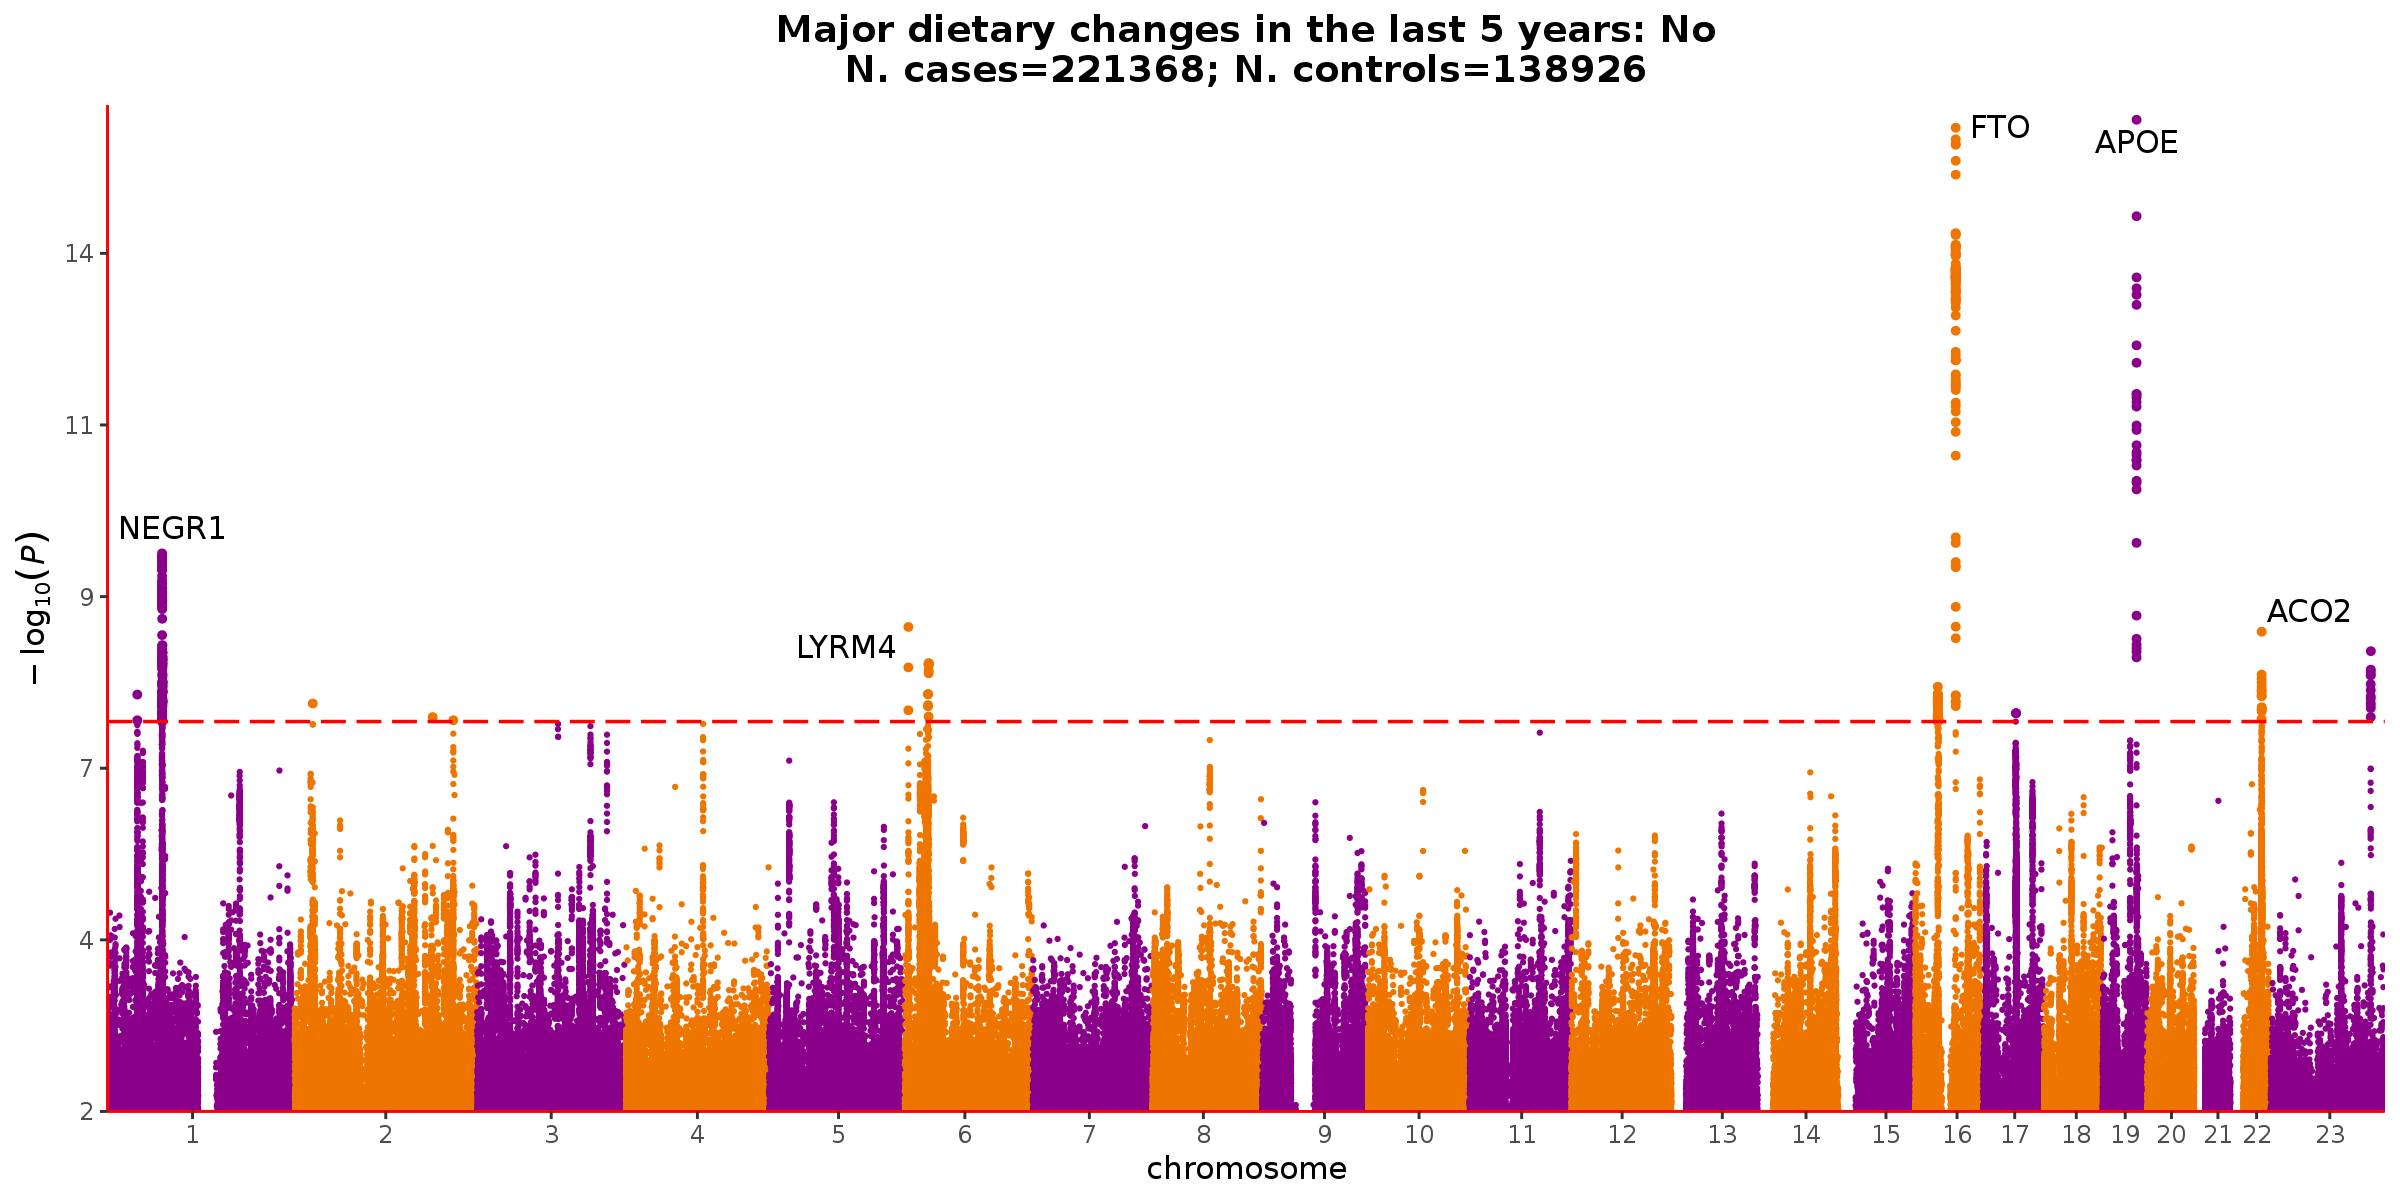 Major dietary changes in the last 5 years: No
N. cases=221368; N. controls=138926
FTO
APOE
14
11
NEGR1
9
ACO2
LYRM4
7
4
2
−log₁₀(P)
1 2 3 4 5 6 7 8 9 10 11 12 13 14 15 16 17 18 19 20 21 22 23
chromosome